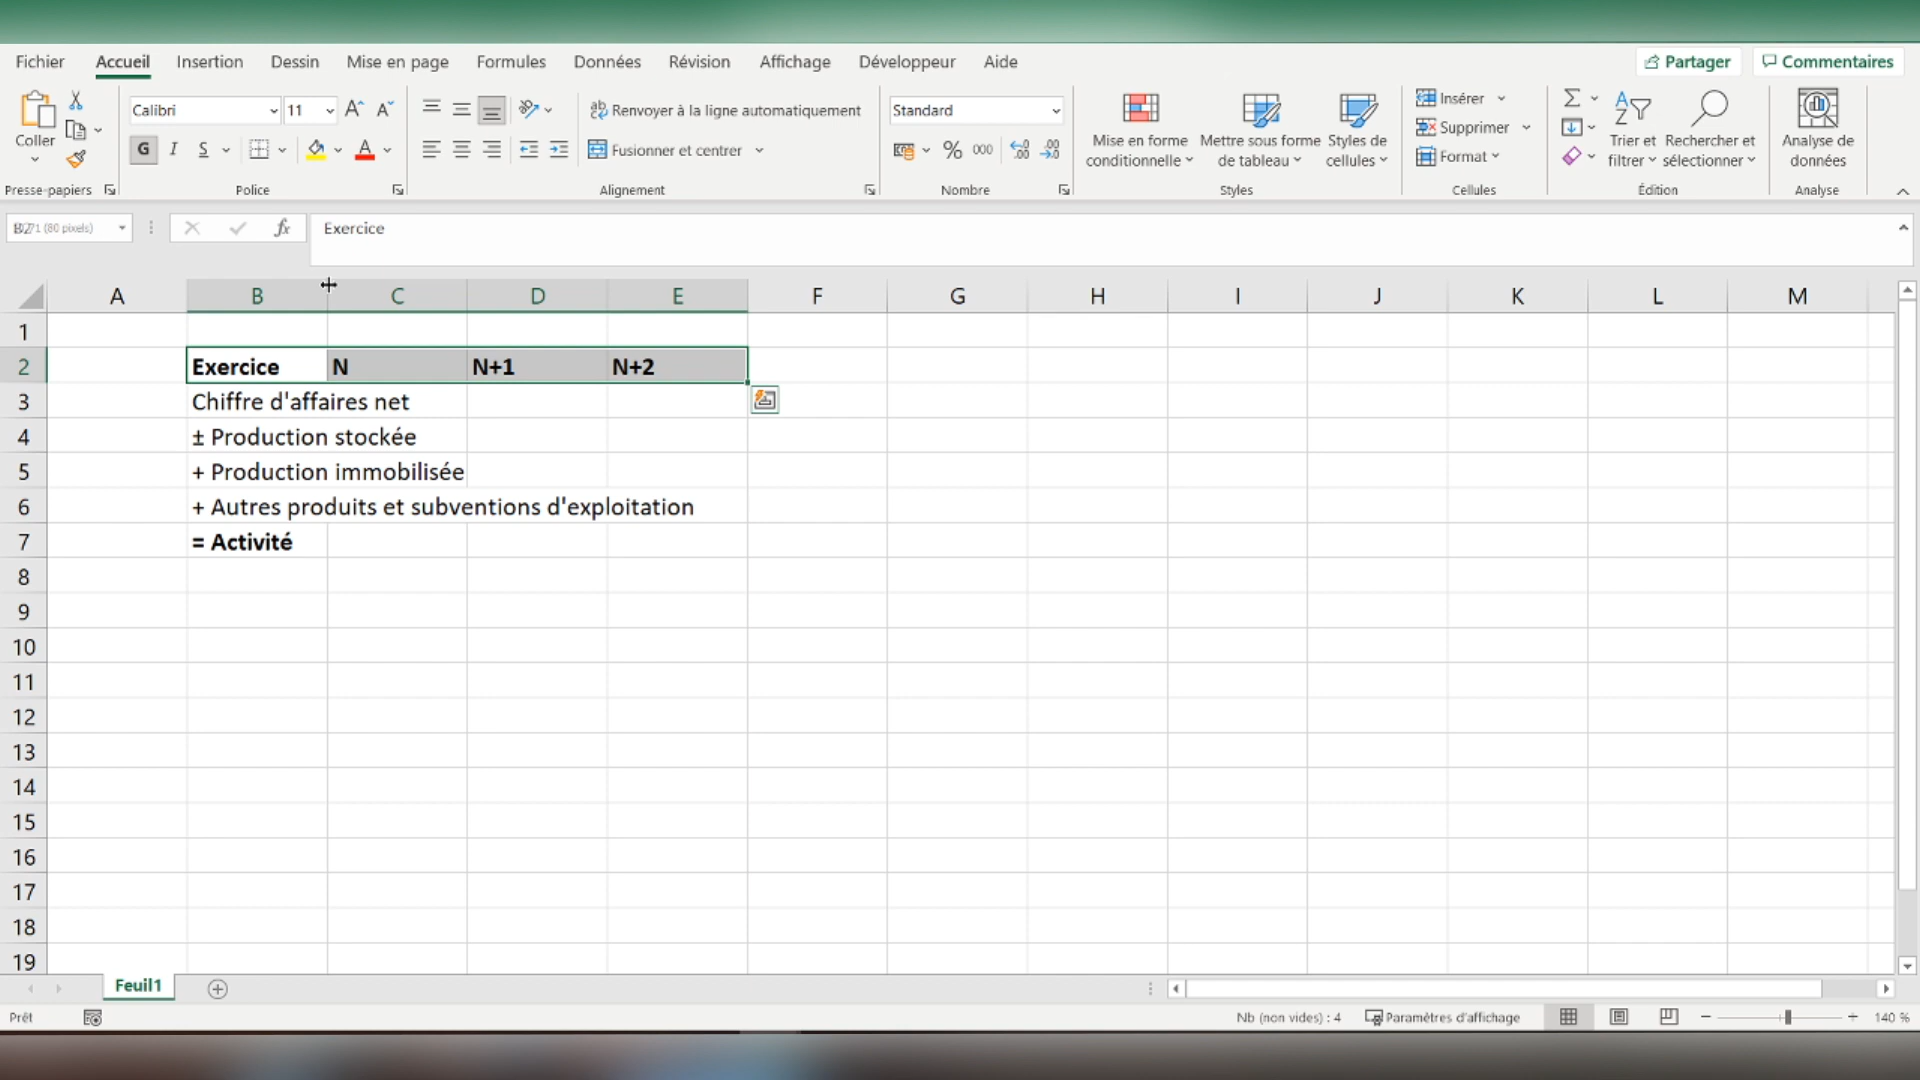 Fichier Accueil Insertion Dessin Mise en page Formules Données Révision Affichage Développeur Aide Partager Commentaires
Coller Calibri 11 Renvoyer à la ligne automatiquement Standard Mise en forme conditionnelle Mettre sous forme de tableau Styles de cellules Insérer Trier et filtrer Rechercher et sélectionner Analyse de données
G I S Fusionner et centrer % 000 Supprimer
Format
Presse-papiers Police Alignement Nombre Styles Cellules Édition Analyse
(80 pixels) fx Exercice
A B C D E F G H I J K L M
1
2 Exercice N N+1 N+2
3 Chiffre d'affaires net
4 ± Production stockée
5 + Production immobilisée
6 + Autres produits et subventions d'exploitation
7 = Activité
8
9
10
11
12
13
14
15
16
17
18
19
Feuil1
Prêt Nb (non vides) : 4 Paramètres d'affichage 140 %